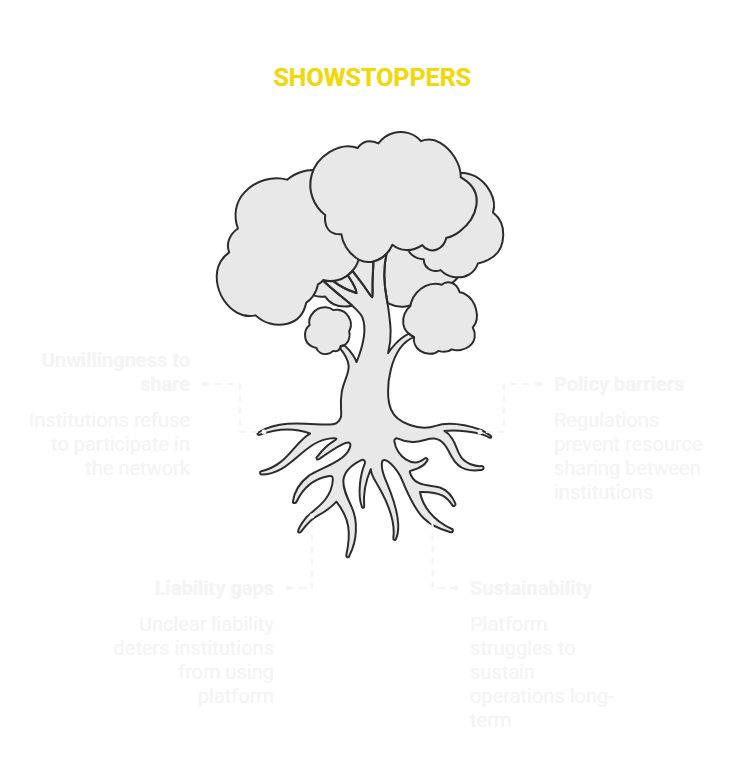 SHOWSTOPPERS
Unwillingness to
share
Institutions refuse
to participate in
the network
Policy barriers
Regulations
prevent resource
sharing between
institutions
Liability gaps
Unclear liability
deters institutions
from using
platform
Sustainability
Platform
struggles to
sustain
operations long-
term